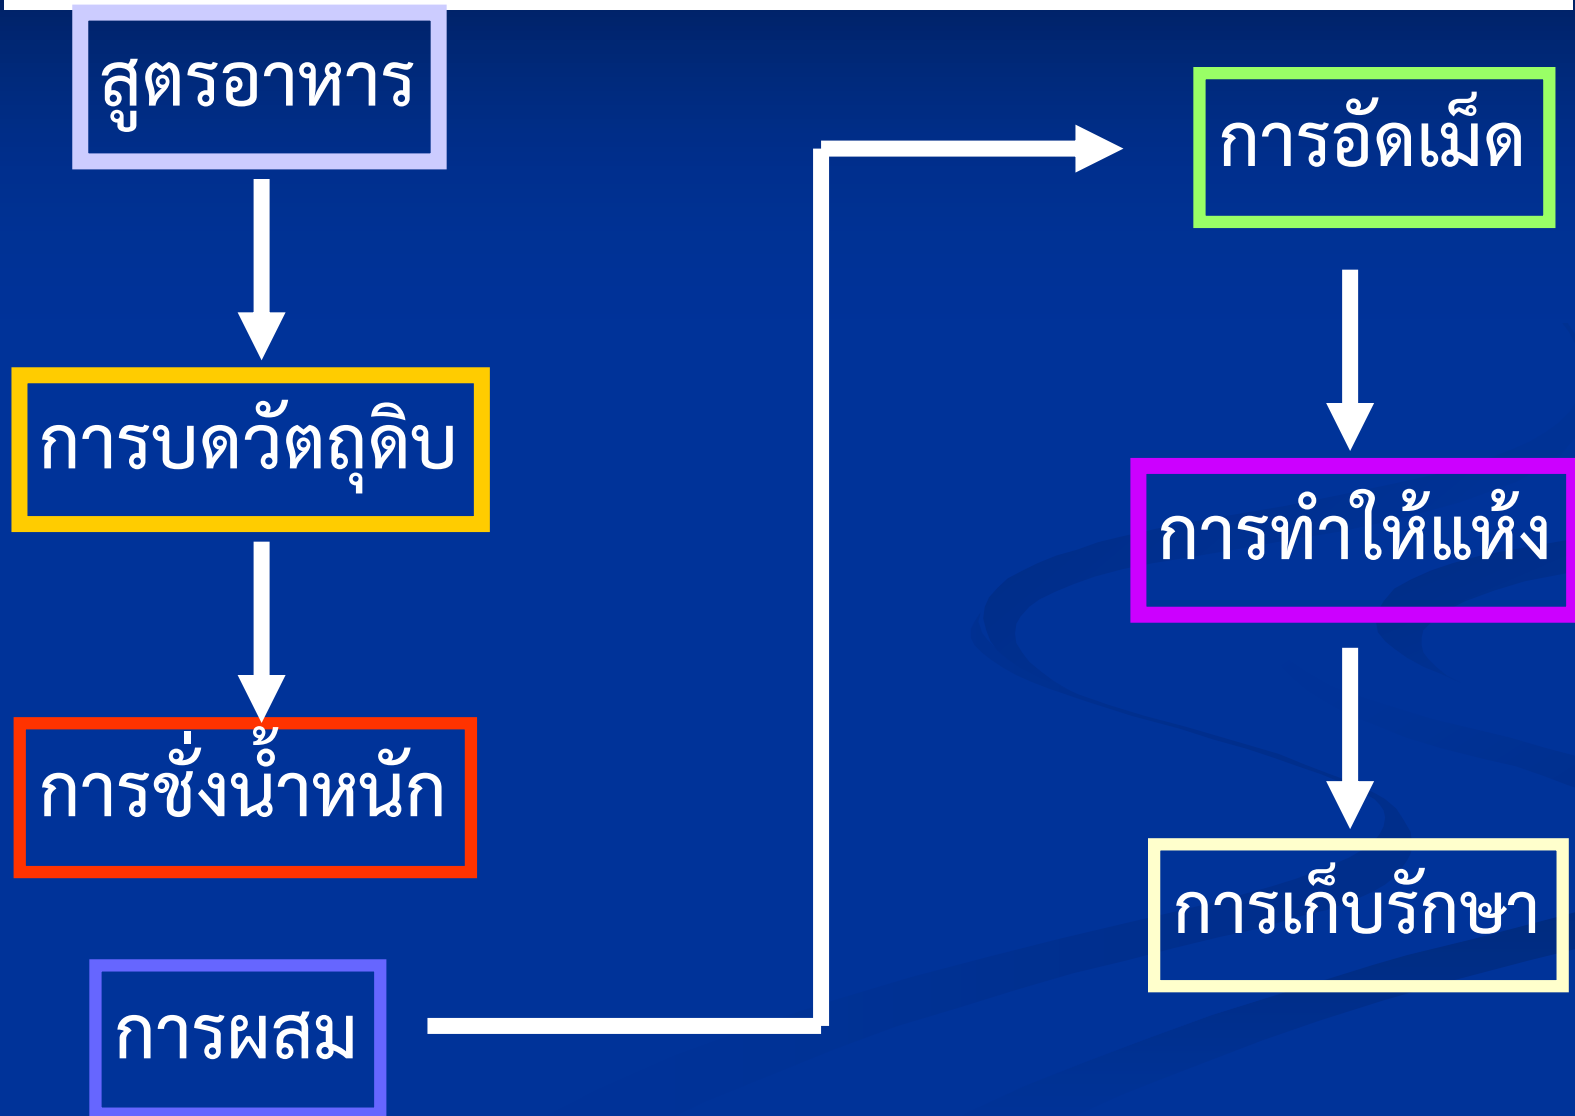 สูตรอาหาร
การบดวัตถุดิบ
การชั่งน้ำหนัก
การผสม
การอัดเม็ด
การทำให้แห้ง
การเก็บรักษา